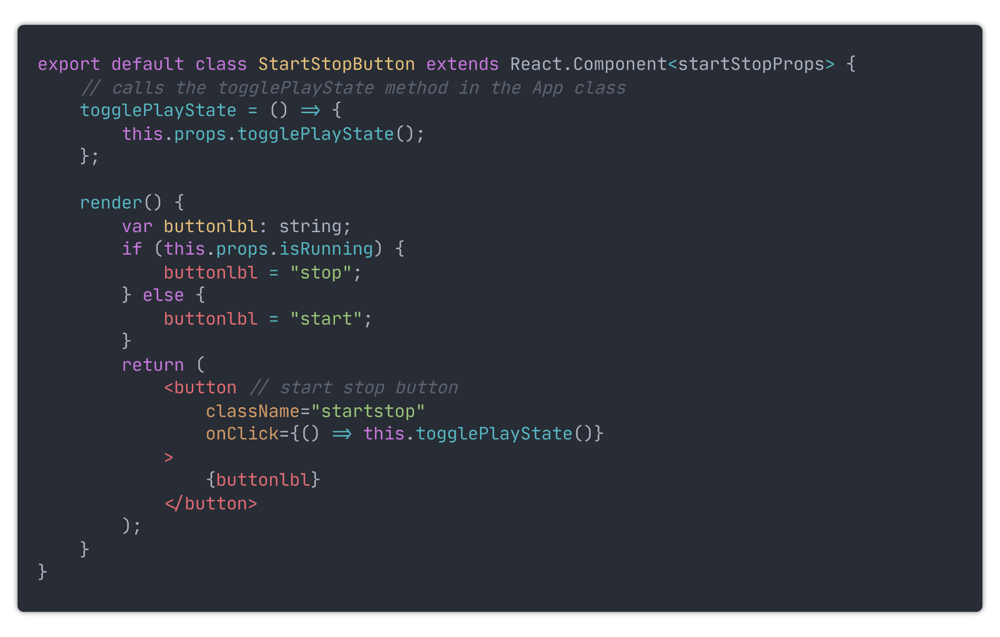 export default class StartStopButton extends React.Component<startStopProps> {
    // calls the togglePlayState method in the App class
    togglePlayState = () => {
        this.props.togglePlayState();
    };

    render() {
        var buttonlbl: string;
        if (this.props.isRunning) {
            buttonlbl = "stop";
        } else {
            buttonlbl = "start";
        }
        return (
            <button // start stop button
                className="startstop"
                onClick={() => this.togglePlayState()}
            >
                {buttonlbl}
            </button>
        );
    }
}